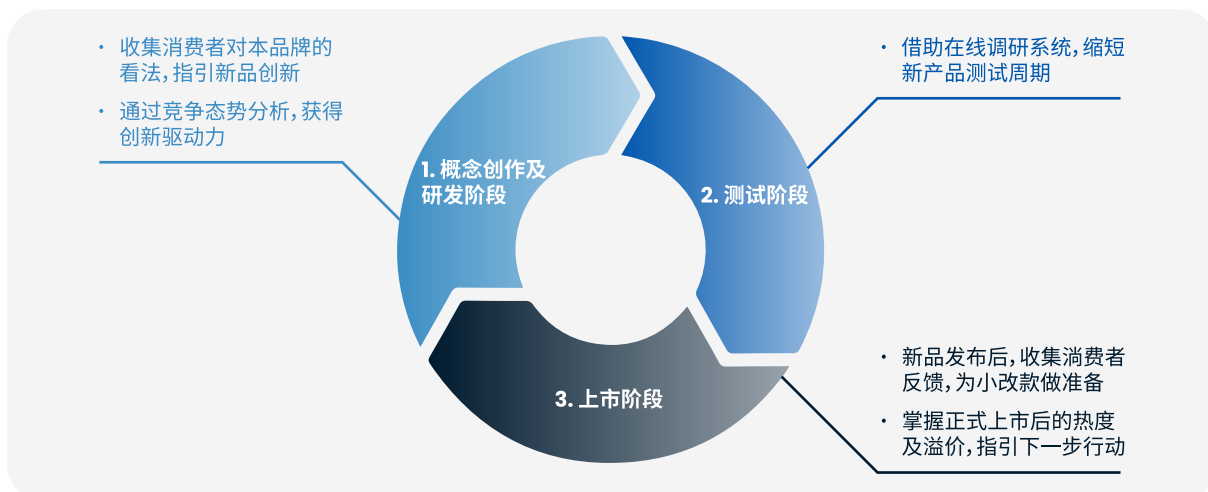 · 收集消费者对本品牌的
看法，指引新品创新
· 通过竞争态势分析，获得
创新驱动力
1. 概念创作及
研发阶段
· 借助在线调研系统，缩短
新产品测试周期
2. 测试阶段
· 新品发布后，收集淌费者
反馈，为小改款做准备
· 掌握正式上市后的热度
及溢价，指引下一步行动
3. 上市阶段